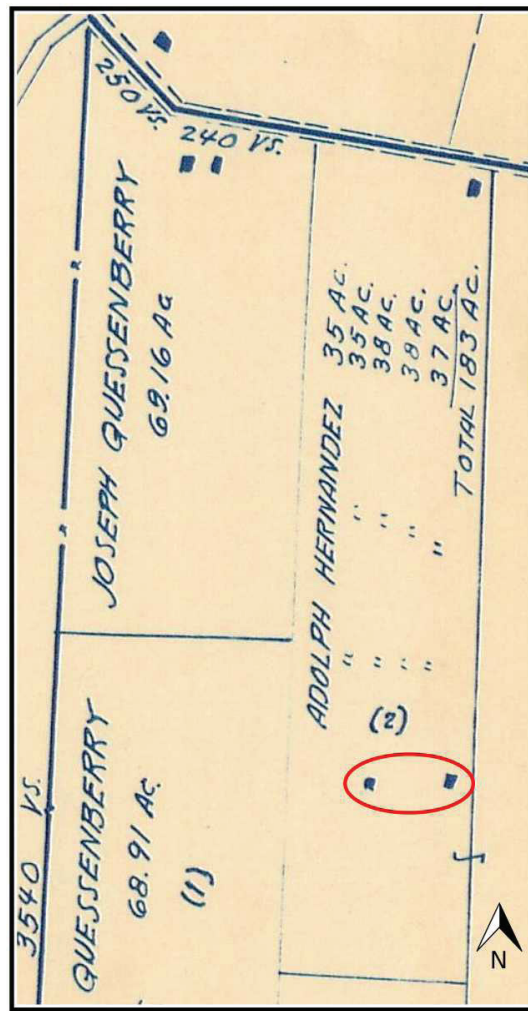 250 VS.
240 VS.
JOSEPH QUESSENBERRY
69.16 Ac
ADOLPH HERNANDEZ 35 AC.
" " 35 AC.
" " 38 AC.
" " 38 AC.
" " 37 AC.
TOTAL 183 AC.
(2)
3540 VS.
QUESSENBERRY
68.91 Ac.
(1)
N